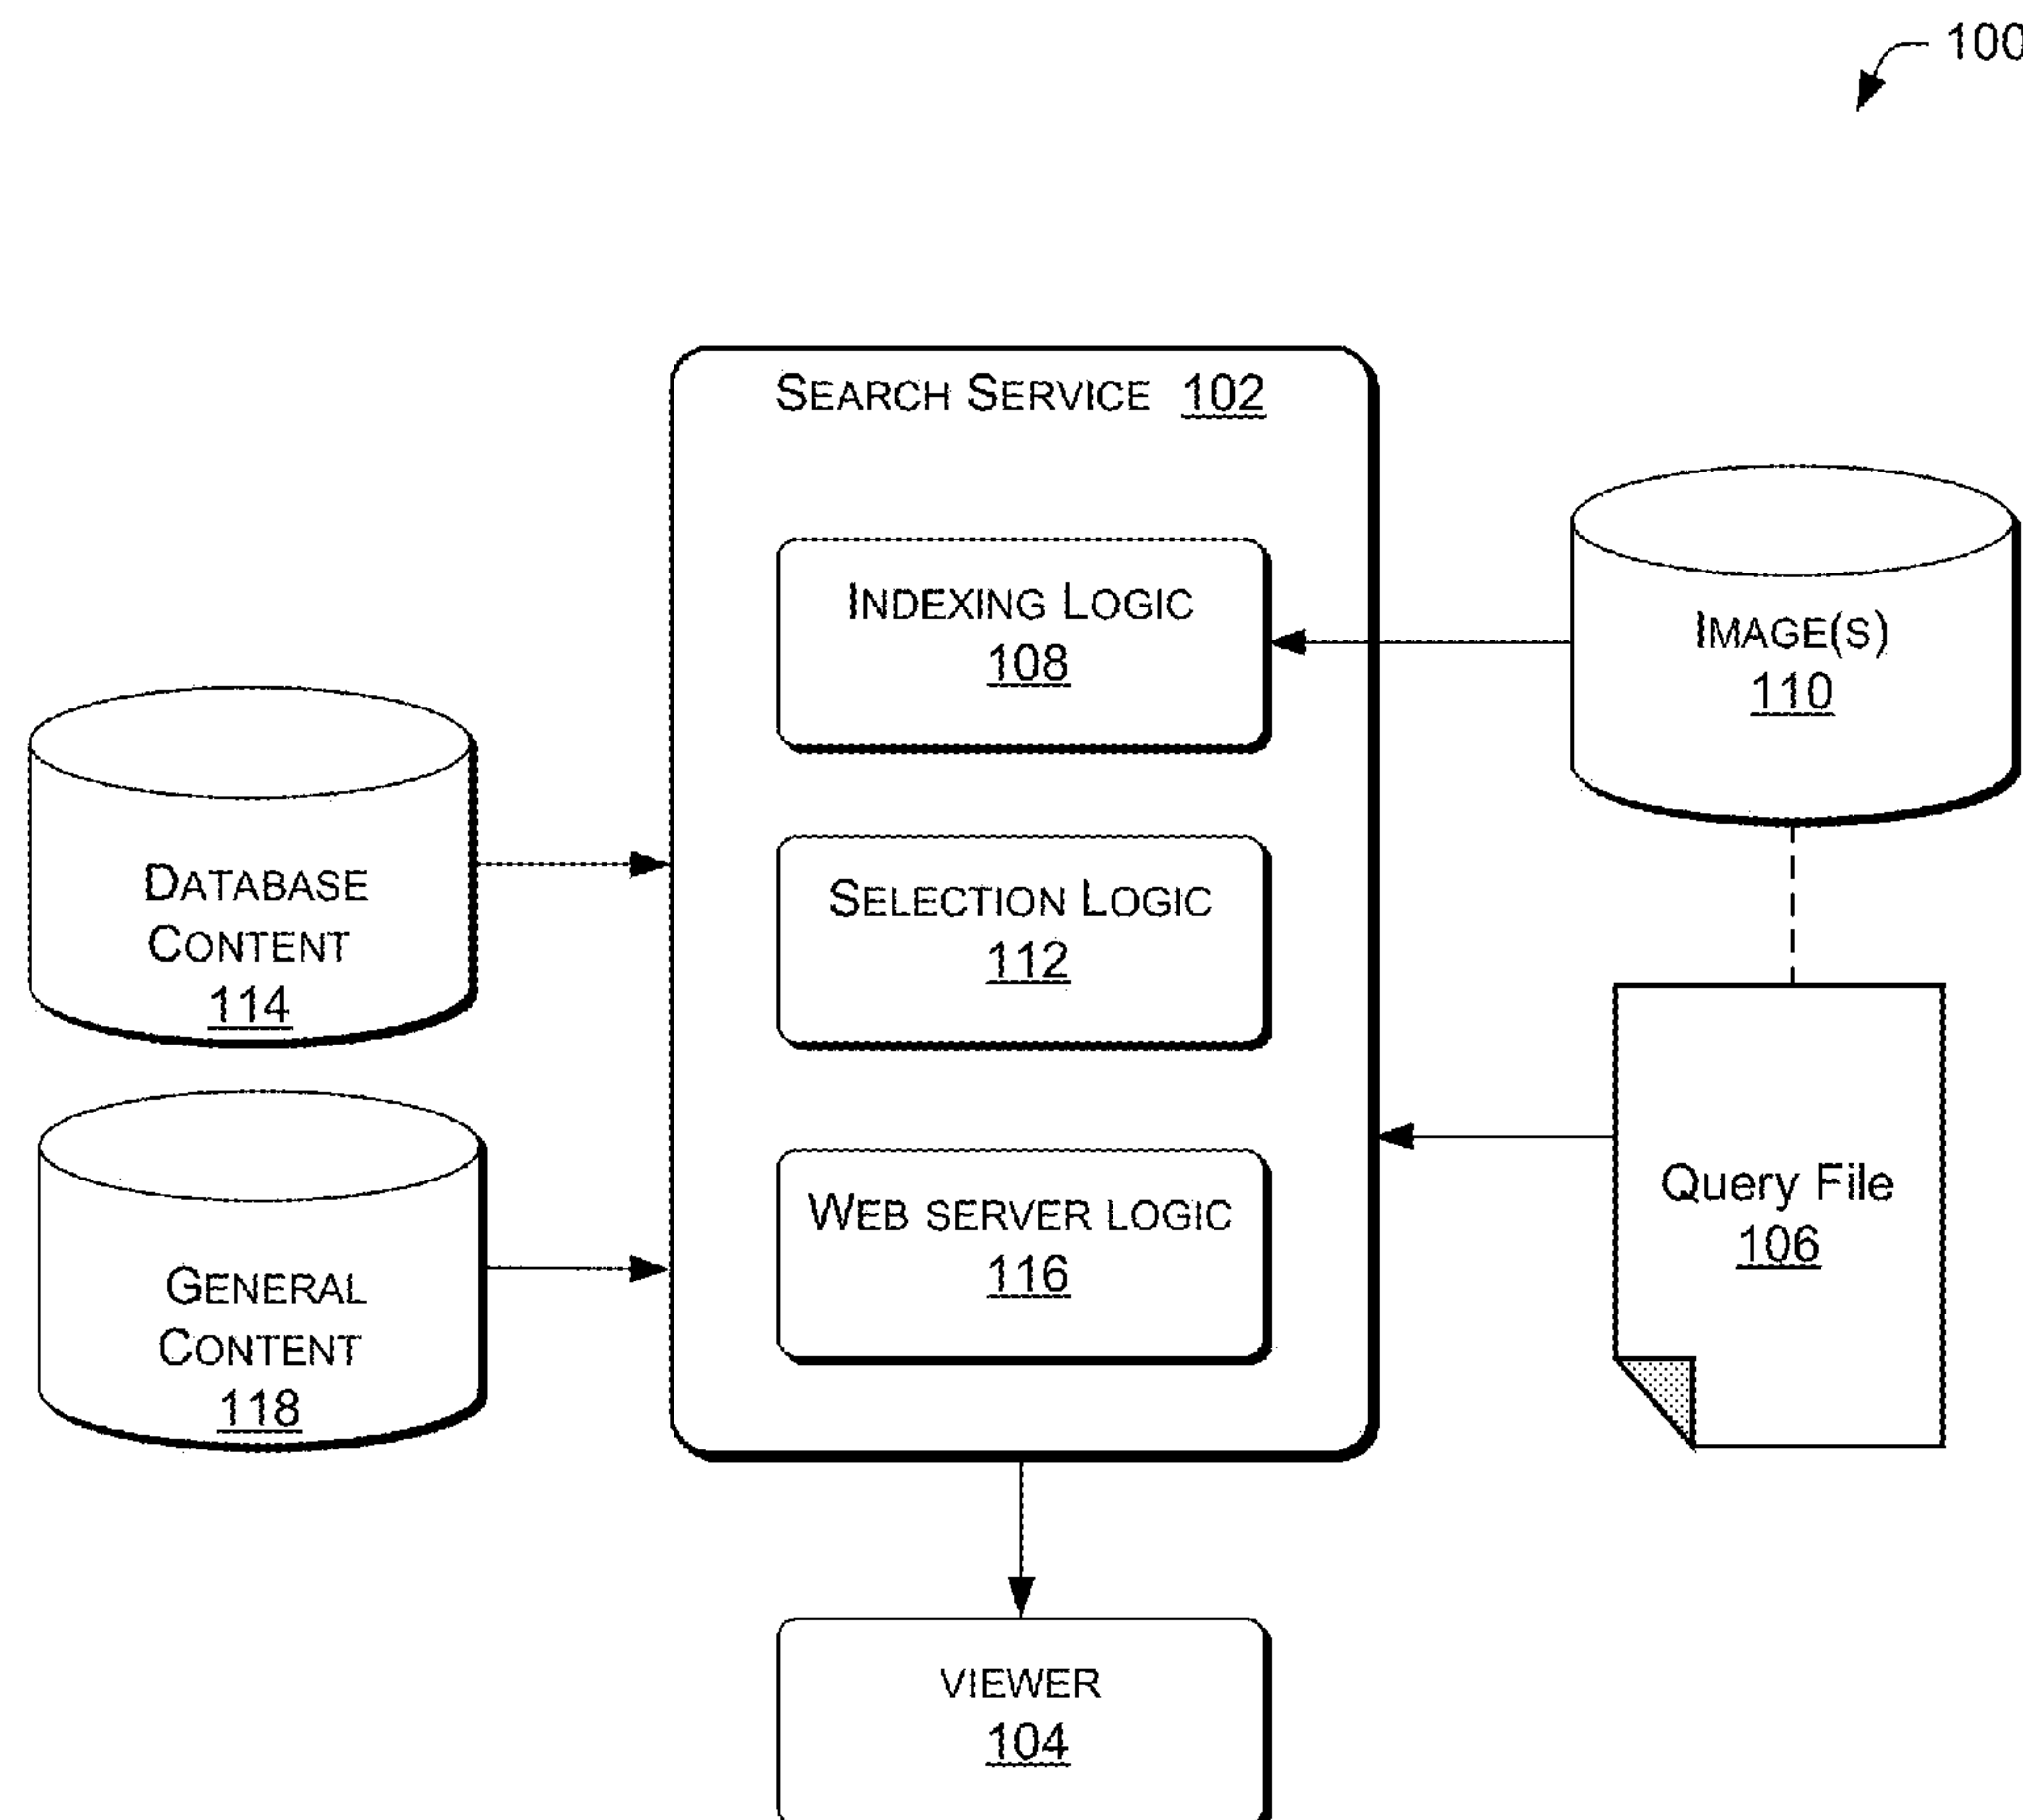 100
SEARCH SERVICE 102
INDEXING LOGIC
108
IMAGE(S)
110
DATABASE
CONTENT
114
SELECTION LOGIC
112
WEB SERVER LOGIC
116
Query File
106
GENERAL
CONTENT
118
VIEWER
104